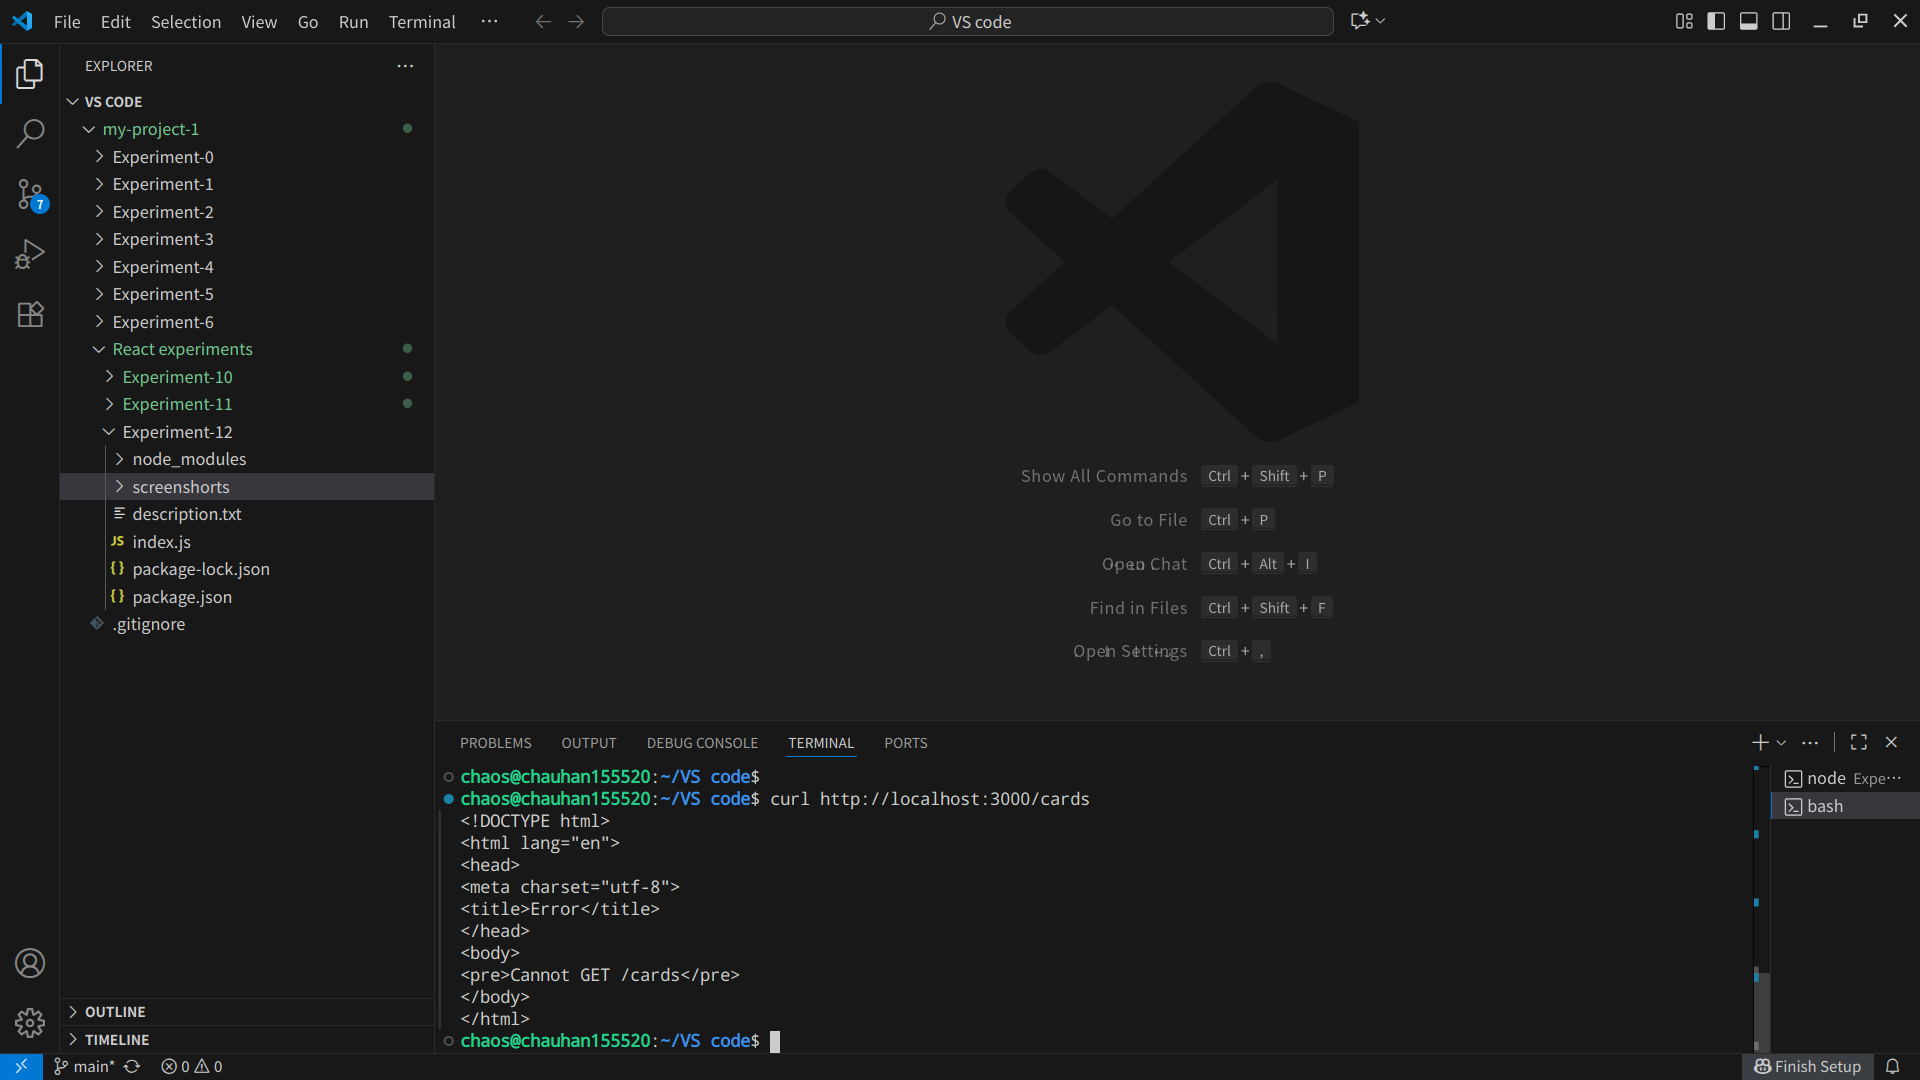 File Edit Selection View Go Run Terminal ···
VS code
EXPLORER
VS CODE
my-project-1
Experiment-0
Experiment-1
Experiment-2
Experiment-3
Experiment-4
Experiment-5
Experiment-6
React experiments
Experiment-10
Experiment-11
Experiment-12
node_modules
screenshorts
description.txt
JS index.js
{} package-lock.json
{} package.json
.gitignore
7
OUTLINE
TIMELINE
Show All Commands Ctrl + Shift + P
Go to File Ctrl + P
Open Chat Ctrl + Alt + I
Find in Files Ctrl + Shift + F
Open Settings Ctrl + ,
PROBLEMS OUTPUT DEBUG CONSOLE TERMINAL PORTS
chaos@chauhan155520:~/VS code$
chaos@chauhan155520:~/VS code$ curl http://localhost:3000/cards
<!DOCTYPE html>
<html lang="en">
<head>
<meta charset="utf-8">
<title>Error</title>
</head>
<body>
<pre>Cannot GET /cards</pre>
</body>
</html>
chaos@chauhan155520:~/VS code$
node Expe···
bash
main* 0 0
Finish Setup